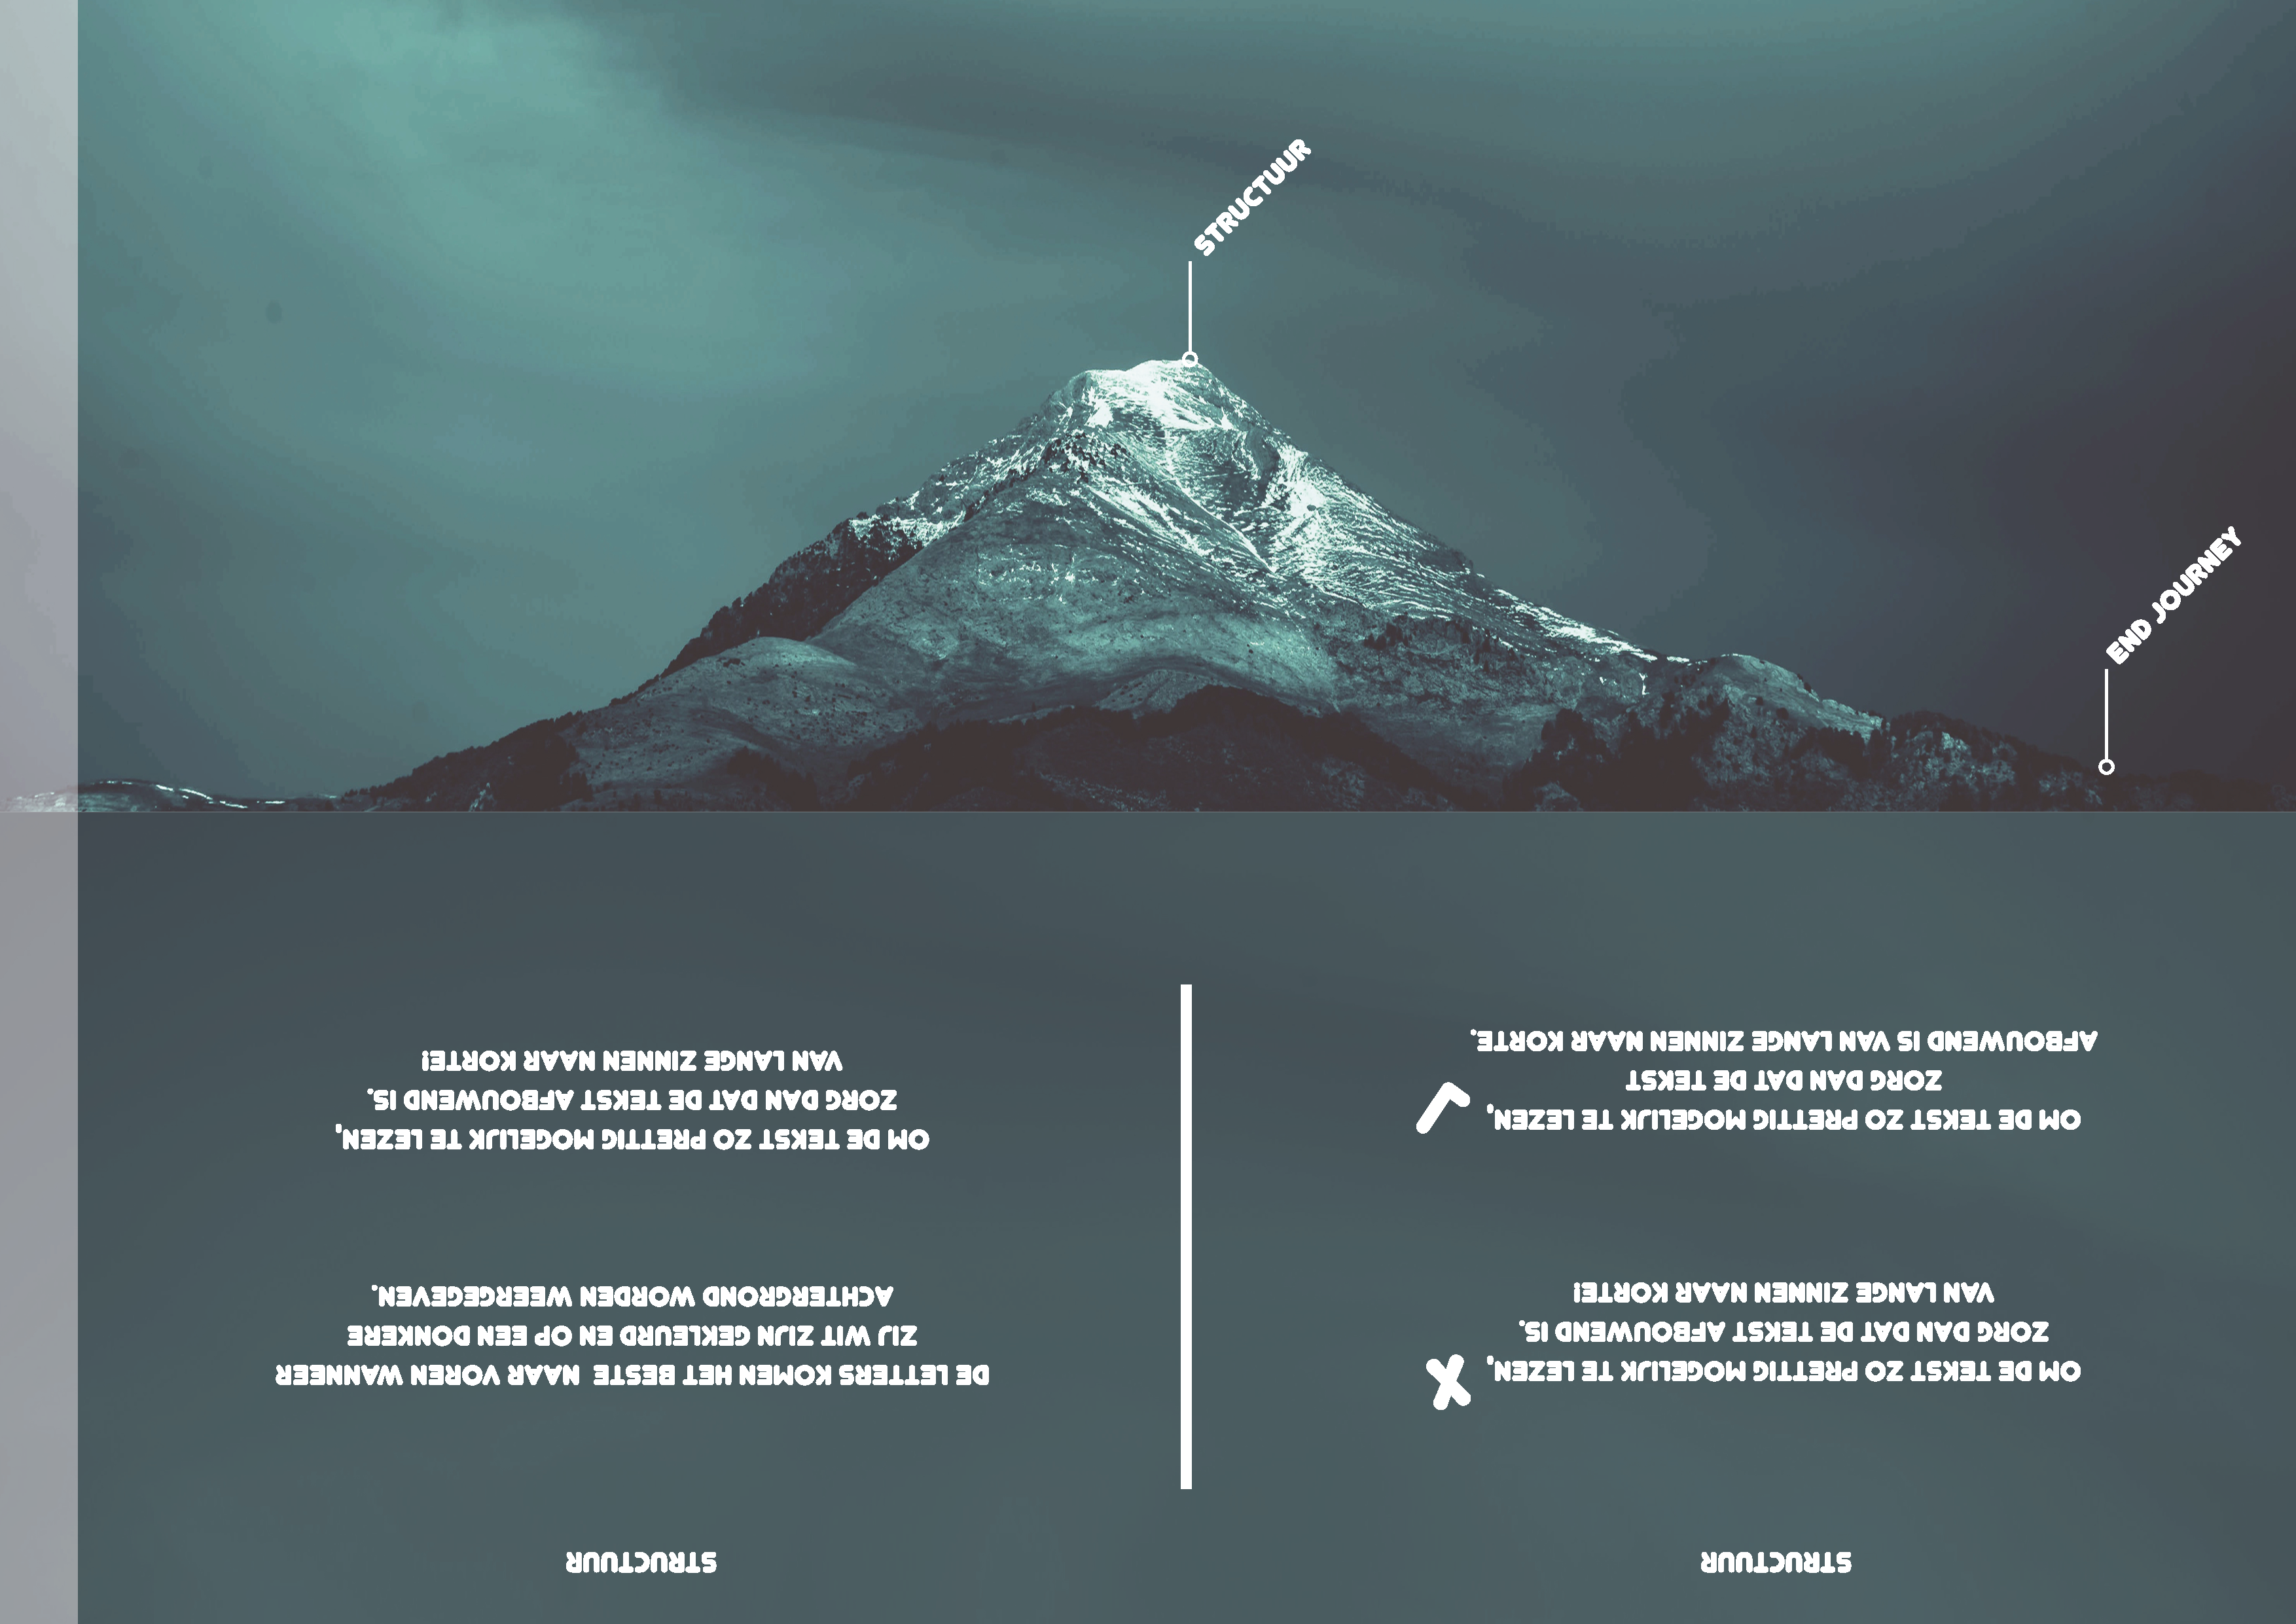 STRUCTUUR
END JOURNEY
STRUCTUUR
OM DE TEKST ZO PRETTIG MOGELIJK TE LEZEN,
ZORG DAN DAT DE TEKST AFBOUWEND IS.
VAN LANGE ZINNEN NAAR KORTE!
OM DE TEKST ZO PRETTIG MOGELIJK TE LEZEN,
ZORG DAN DAT DE TEKST
AFBOUWEND IS VAN LANGE ZINNEN NAAR KORTE.
STRUCTUUR
DE LETTERS KOMEN HET BESTE NAAR VOREN WANNEER
ZIJ WIT ZIJN GEKLEURD EN OP EEN DONKERE
ACHTERGROND WORDEN WEERGEGEVEN.
OM DE TEKST ZO PRETTIG MOGELIJK TE LEZEN,
ZORG DAN DAT DE TEKST AFBOUWEND IS.
VAN LANGE ZINNEN NAAR KORTE!